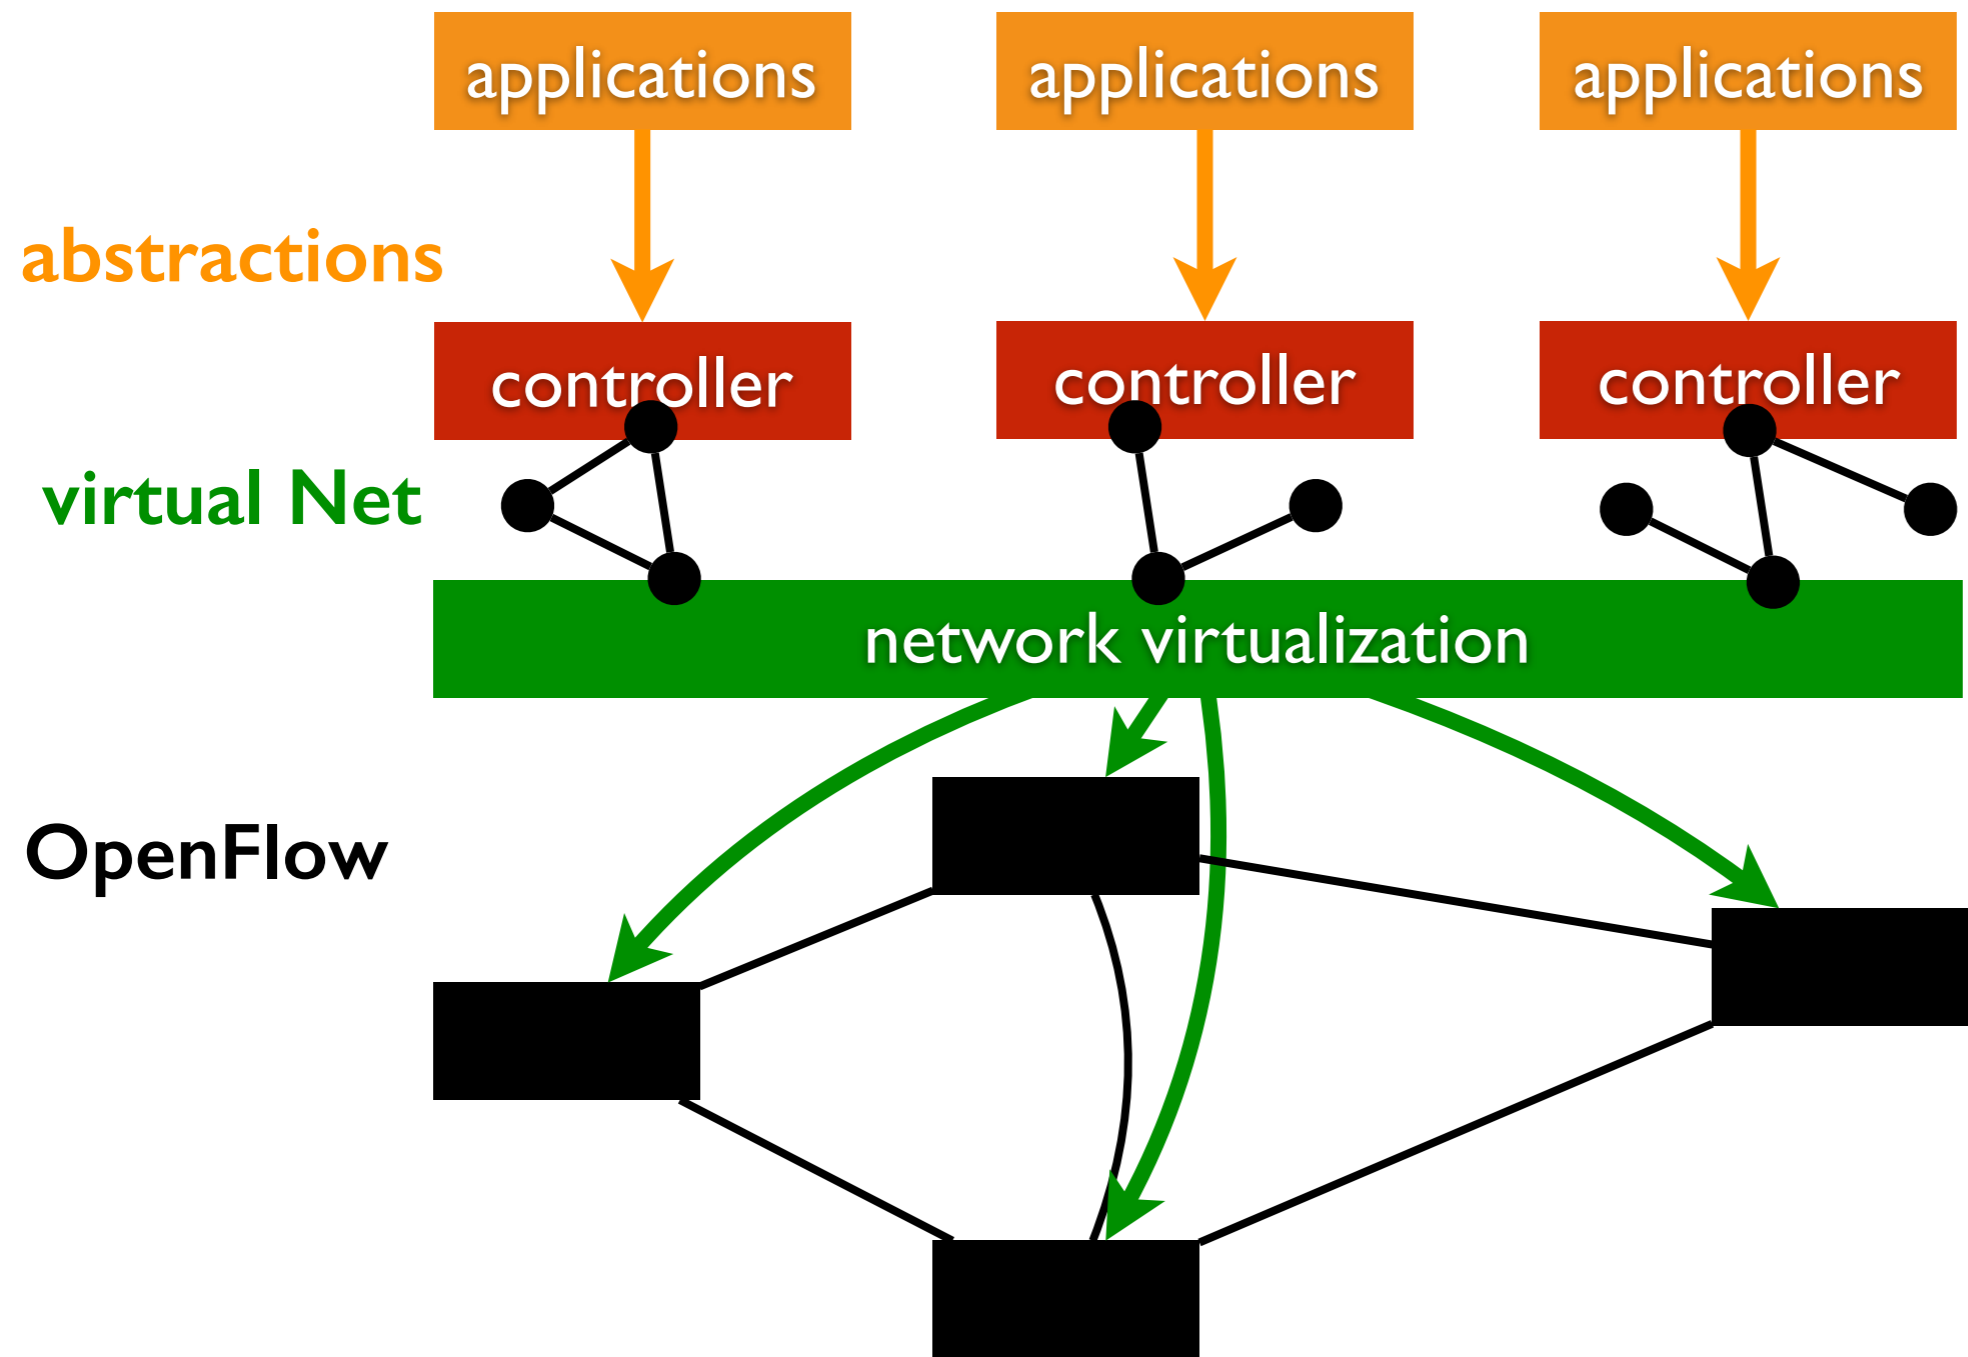 applications applications applications
abstractions
controller controller controller
virtual Net
network virtualization
OpenFlow